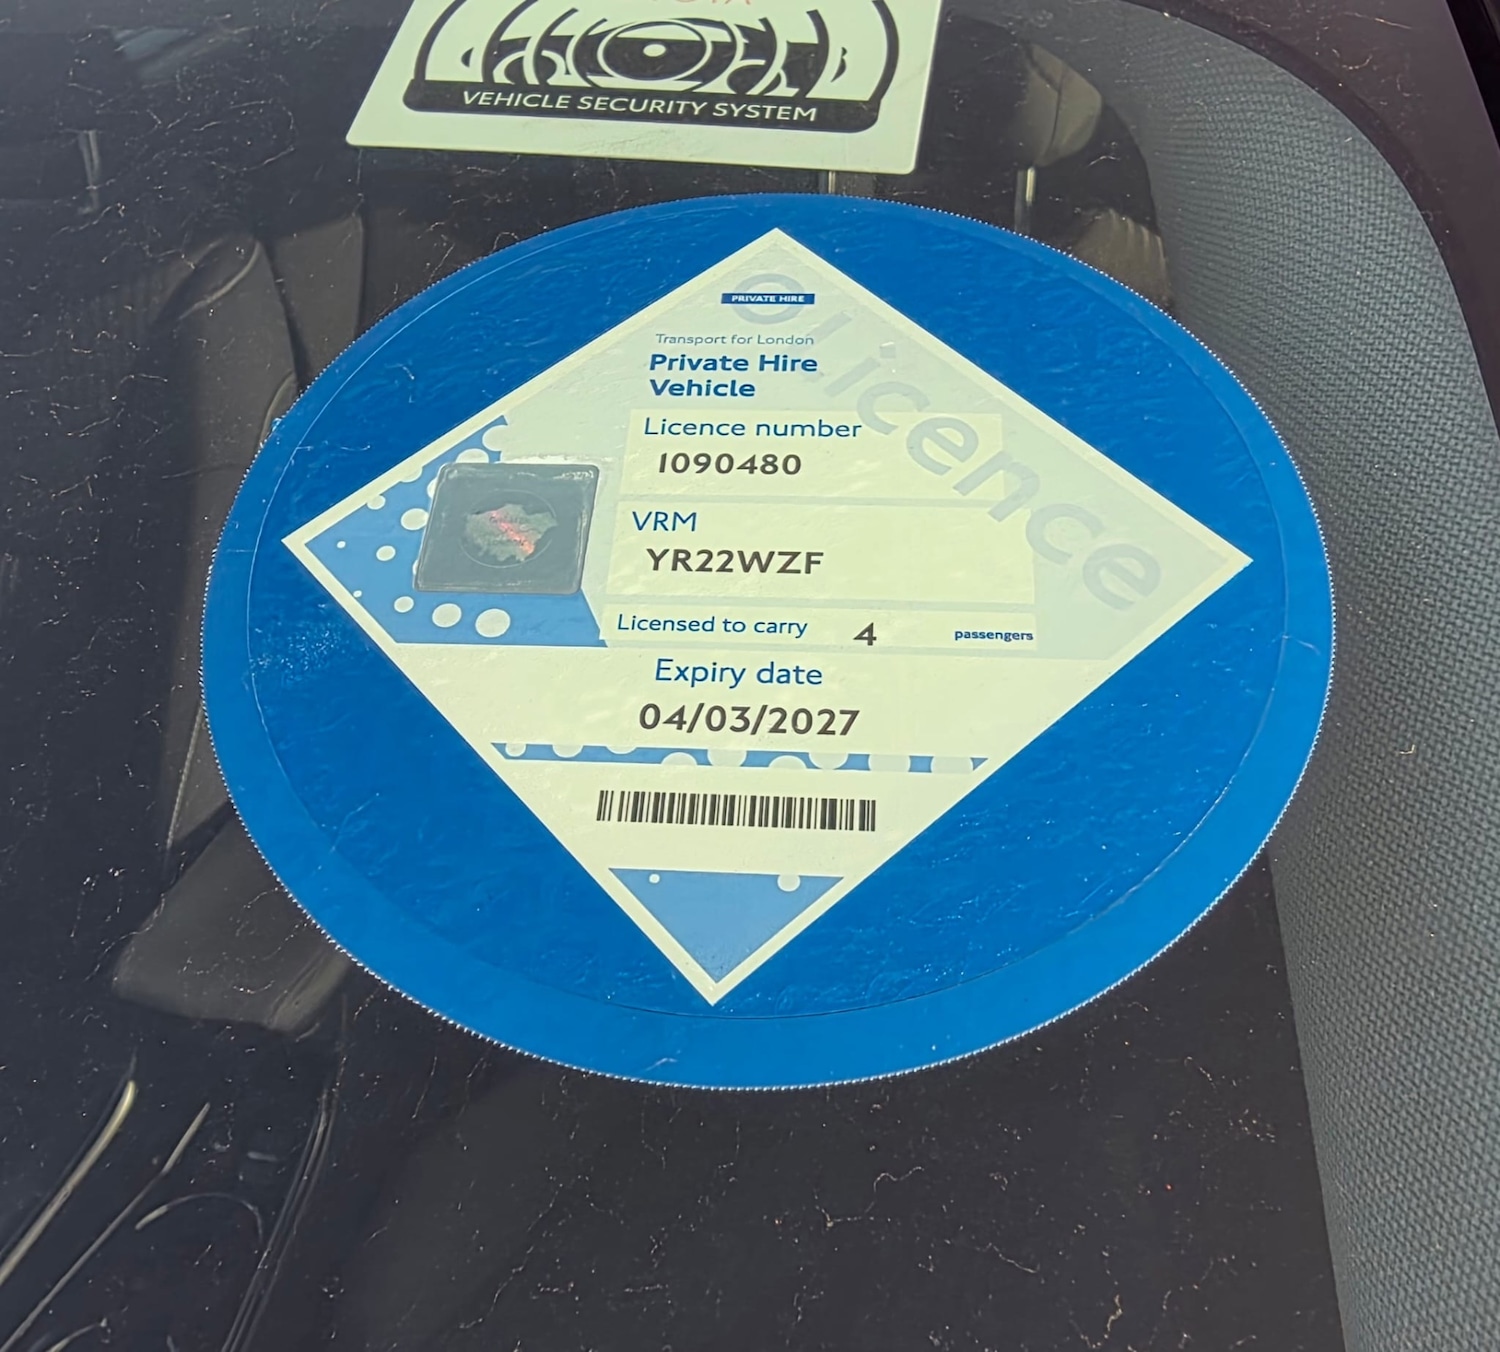 VEHICLE SECURITY SYSTEM
PRIVATE HIRE
Transport for London
Private Hire
Vehicle
Licence
Licence number
1090480
VRM
YR22WZF
Licensed to carry 4 passengers
Expiry date
04/03/2027